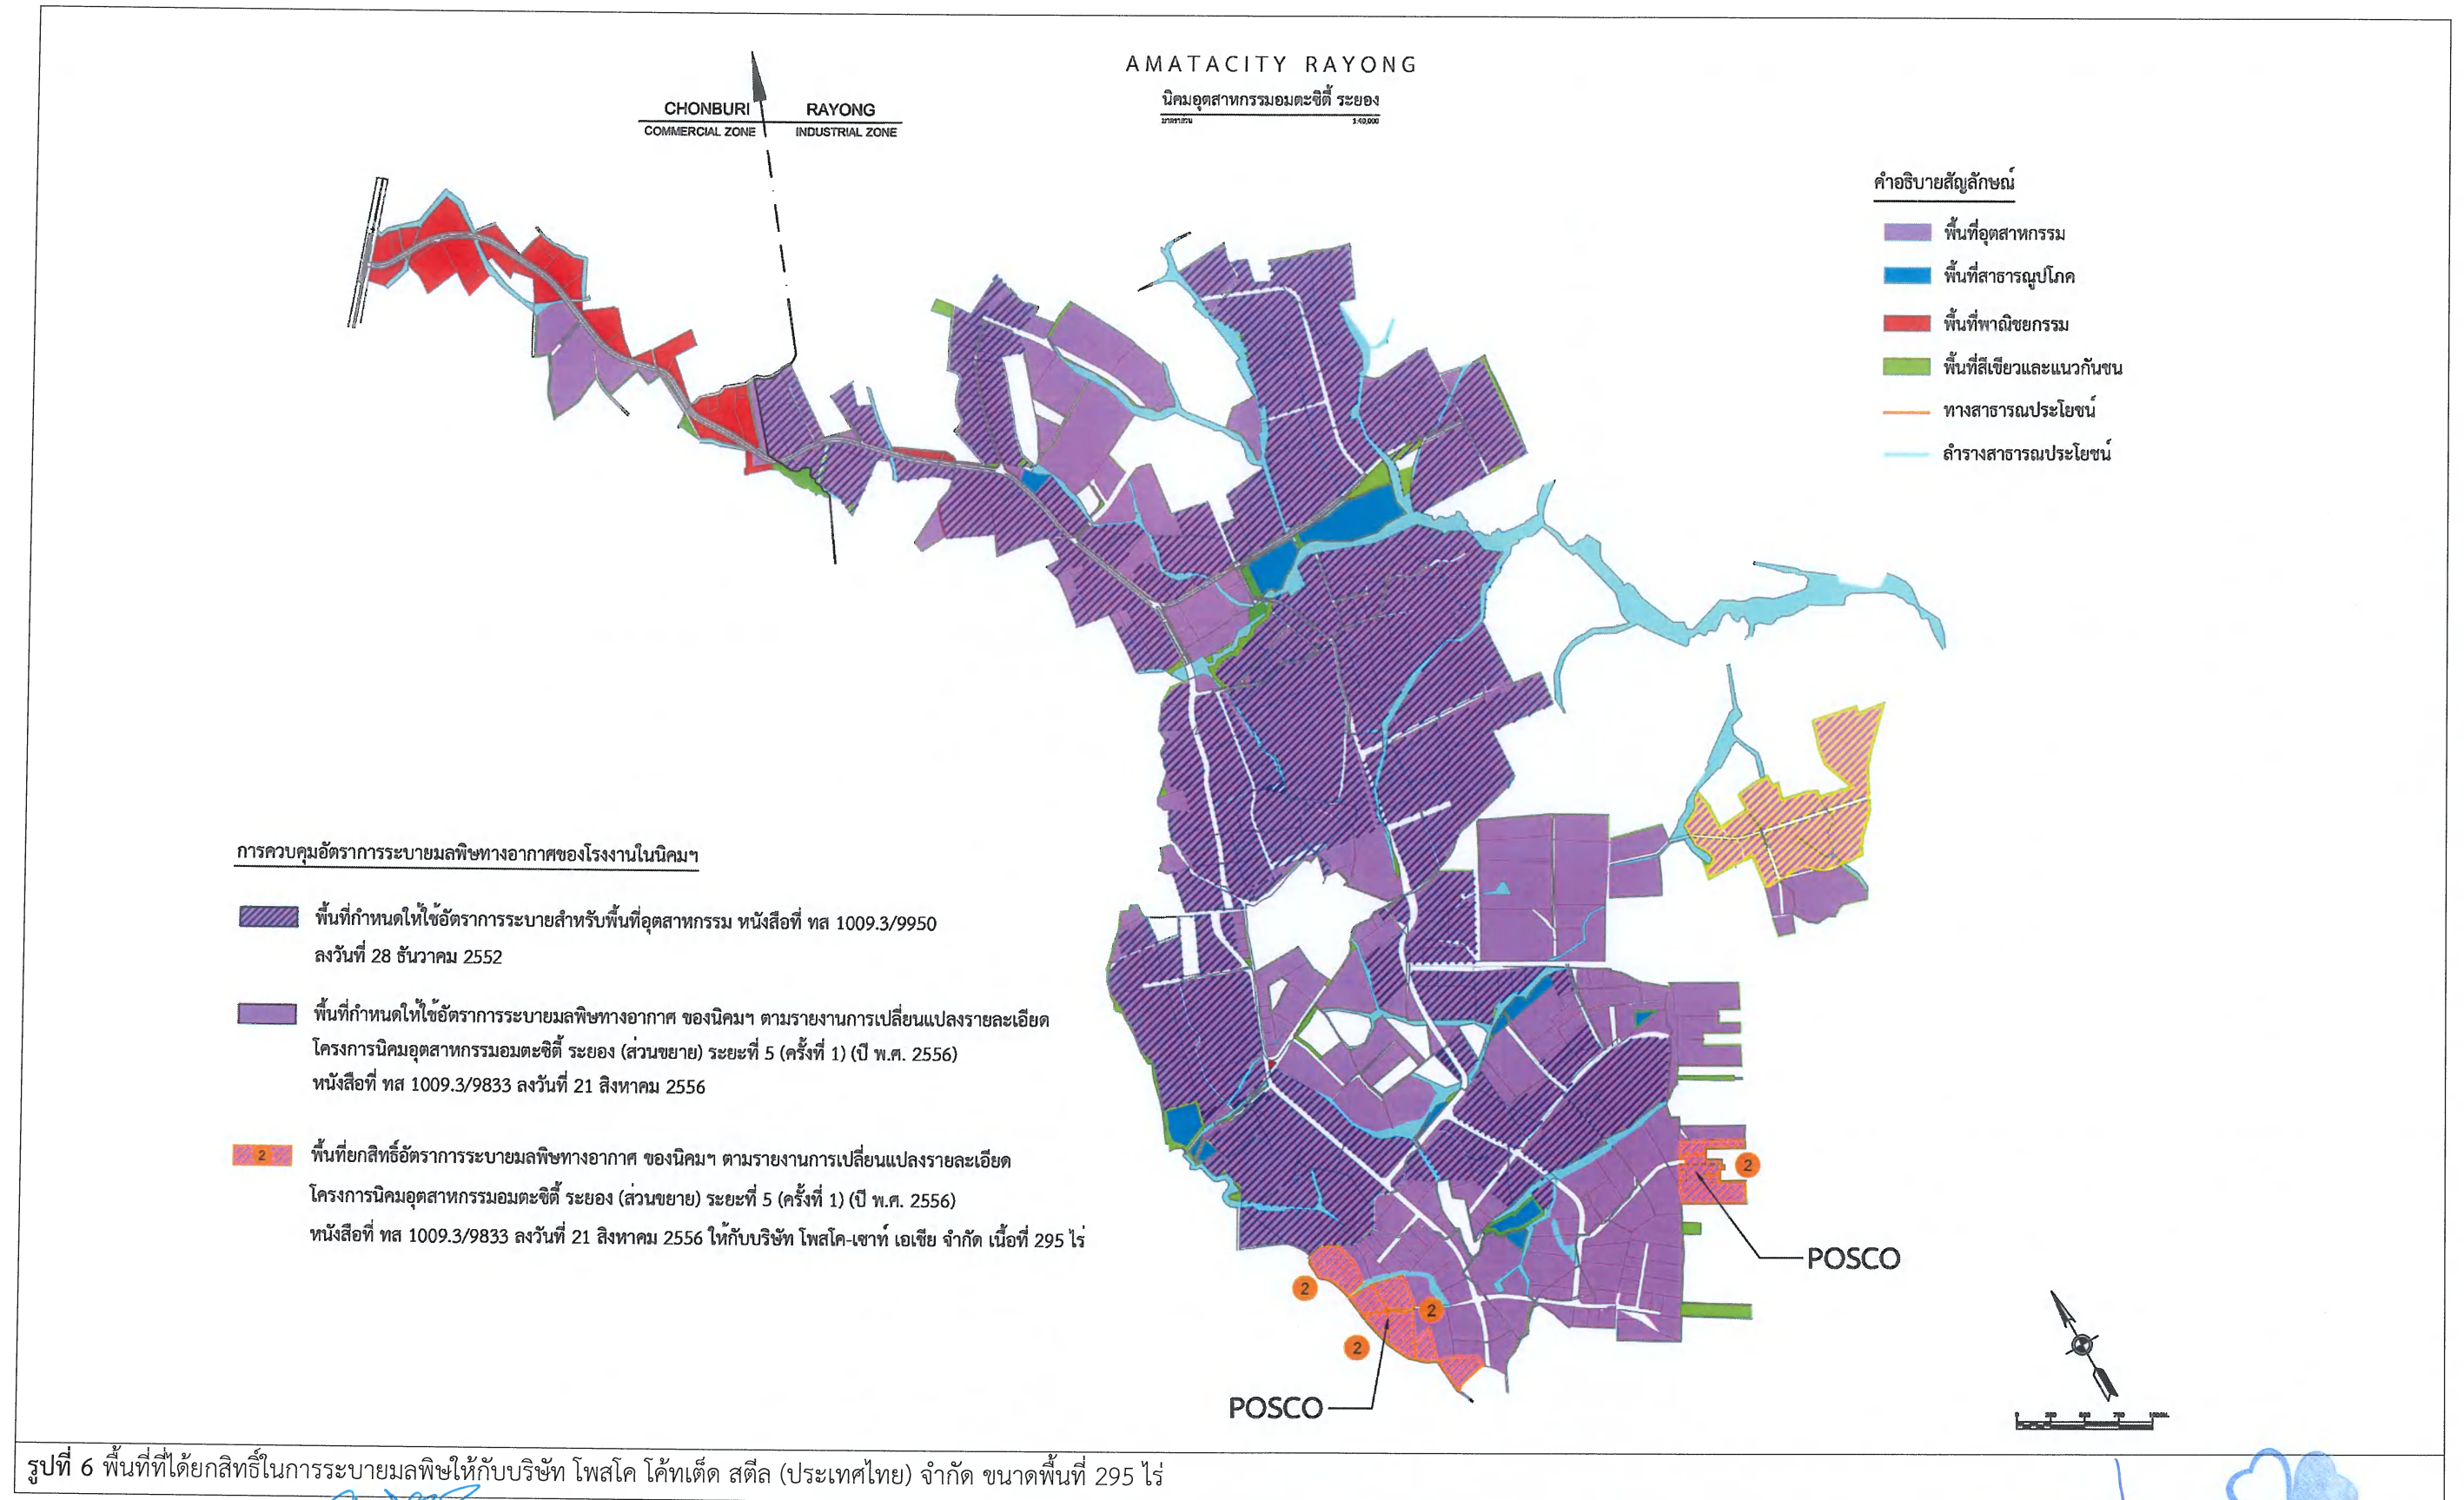 AMATACITY RAYONG
นิคมอุตสาหกรรมอมตะซิตี้ ระยอง
มาตราส่วน 1:40,000
CHONBURI RAYONG
COMMERCIAL ZONE INDUSTRIAL ZONE
คำอธิบายสัญลักษณ์
พื้นที่อุตสาหกรรม
พื้นที่สาธารณูปโภค
พื้นที่พาณิชยกรรม
พื้นที่สีเขียวและแนวกันชน
ทางสาธารณประโยชน์
ลำรางสาธารณประโยชน์
การควบคุมอัตราการระบายมลพิษทางอากาศของโรงงานในนิคมฯ
พื้นที่กำหนดให้ใช้อัตราการระบายสำหรับพื้นที่อุตสาหกรรม หนังสือที่ ทส 1009.3/9950
ลงวันที่ 28 ธันวาคม 2552
พื้นที่กำหนดให้ใช้อัตราการระบายมลพิษทางอากาศ ของนิคมฯ ตามรายงานการเปลี่ยนแปลงรายละเอียด
โครงการนิคมอุตสาหกรรมอมตะซิตี้ ระยอง (ส่วนขยาย) ระยะที่ 5 (ครั้งที่ 1) (ปี พ.ศ. 2556)
หนังสือที่ ทส 1009.3/9833 ลงวันที่ 21 สิงหาคม 2556
2 พื้นที่ยกสิทธิ์อัตราการระบายมลพิษทางอากาศ ของนิคมฯ ตามรายงานการเปลี่ยนแปลงรายละเอียด
โครงการนิคมอุตสาหกรรมอมตะซิตี้ ระยอง (ส่วนขยาย) ระยะที่ 5 (ครั้งที่ 1) (ปี พ.ศ. 2556)
หนังสือที่ ทส 1009.3/9833 ลงวันที่ 21 สิงหาคม 2556 ให้กับบริษัท โพสโค-เซาท์ เอเชีย จำกัด เนื้อที่ 295 ไร่
2
POSCO
2
2
2
POSCO
0 250 500 750 1000M.
รูปที่ 6 พื้นที่ที่ได้ยกสิทธิ์ในการระบายมลพิษให้กับบริษัท โพสโค โค้ทเต็ด สตีล (ประเทศไทย) จำกัด ขนาดพื้นที่ 295 ไร่